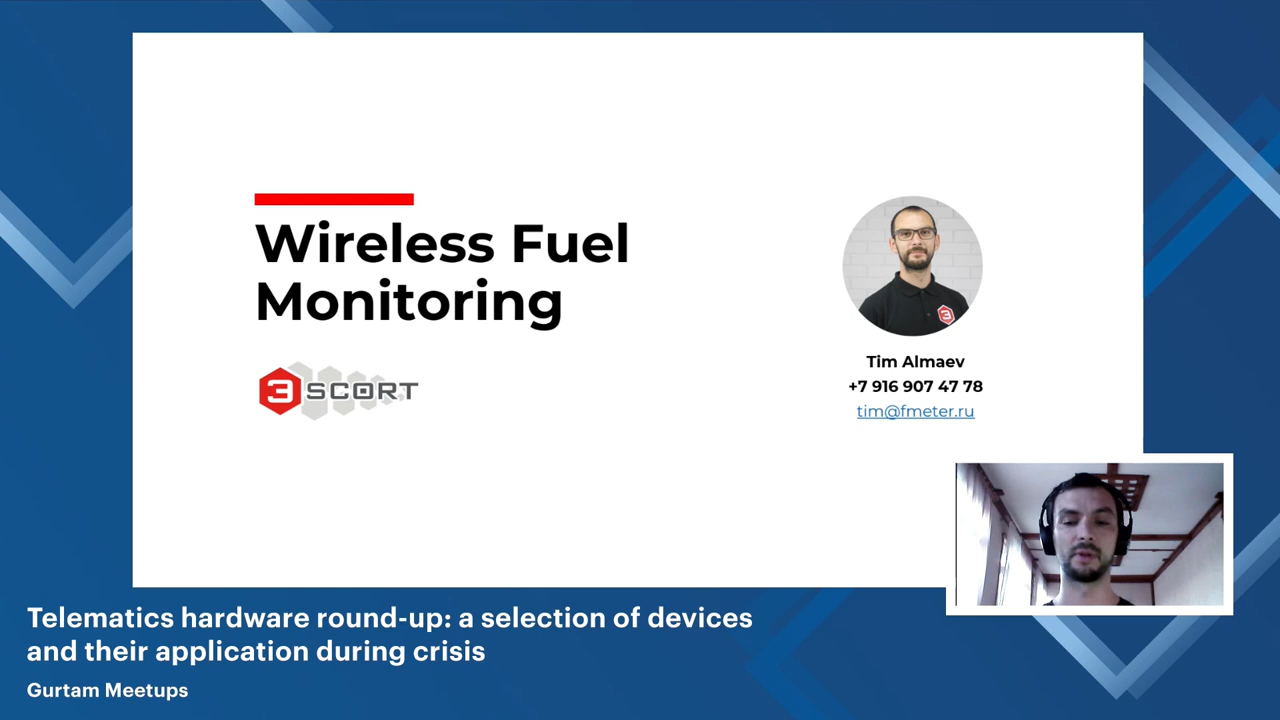 Wireless Fuel
Monitoring
3SCORT
Tim Almaev
+7 916 907 47 78
tim@fmeter.ru
Telematics hardware round-up: a selection of devices
and their application during crisis
Gurtam Meetups